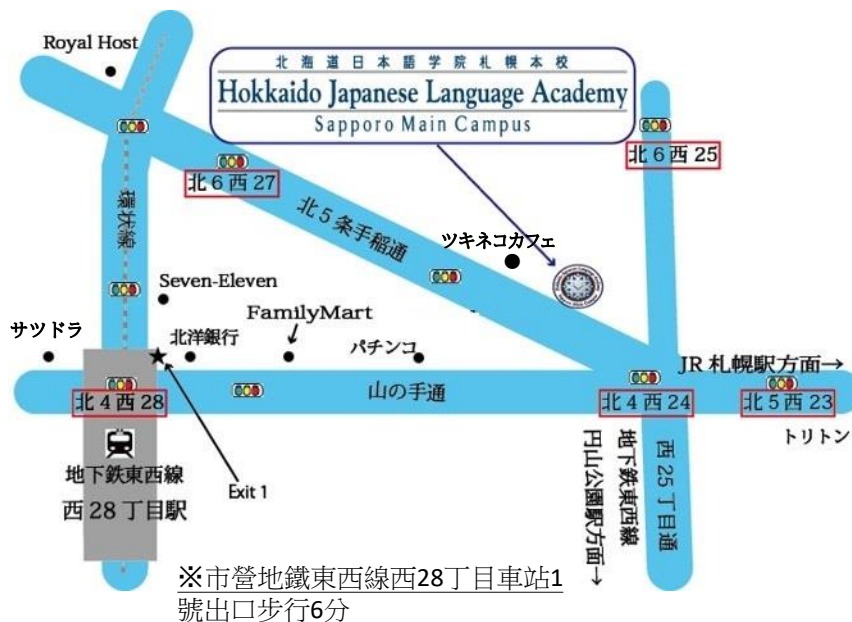 Royal Host
北海道日本語学院札幌本校
Hokkaido Japanese Language Academy
Sapporo Main Campus
北6西25
北6西27
環状線
北5条手稲通
ツキネコカフェ
Seven-Eleven
FamilyMart
サツドラ
北洋銀行
パチンコ
JR 札幌駅方面→
北4西28
山の手通
北4西24
北5西23
トリトン
地下鉄東西線
西28丁目駅
Exit 1
西25丁目通
地下鉄東西線
円山公園駅方面→
※市營地鐵東西線西28丁目車站1
號出口步行6分